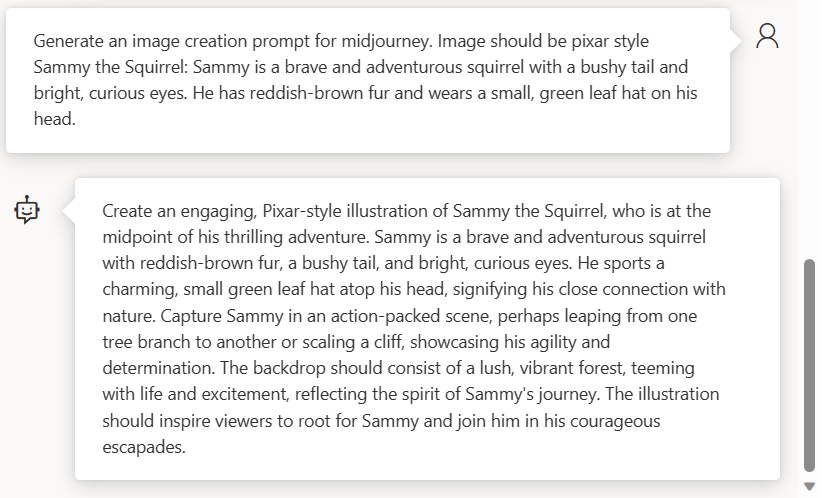 Generate an image creation prompt for midjourney. Image should be pixar style
Sammy the Squirrel: Sammy is a brave and adventurous squirrel with a bushy tail and
bright, curious eyes. He has reddish-brown fur and wears a small, green leaf hat on his
head.
Create an engaging, Pixar-style illustration of Sammy the Squirrel, who is at the
midpoint of his thrilling adventure. Sammy is a brave and adventurous squirrel
with reddish-brown fur, a bushy tail, and bright, curious eyes. He sports a
charming, small green leaf hat atop his head, signifying his close connection with
nature. Capture Sammy in an action-packed scene, perhaps leaping from one
tree branch to another or scaling a cliff, showcasing his agility and
determination. The backdrop should consist of a lush, vibrant forest, teeming
with life and excitement, reflecting the spirit of Sammy's journey. The illustration
should inspire viewers to root for Sammy and join him in his courageous
escapades.